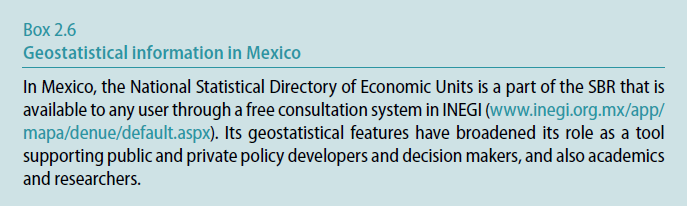 Box 2.6
Geostatistical information in Mexico
In Mexico, the National Statistical Directory of Economic Units is a part of the SBR that is
available to any user through a free consultation system in INEGI (www.inegi.org.mx/app/
mapa/denue/default.aspx). Its geostatistical features have broadened its role as a tool
supporting public and private policy developers and decision makers, and also academics
and researchers.